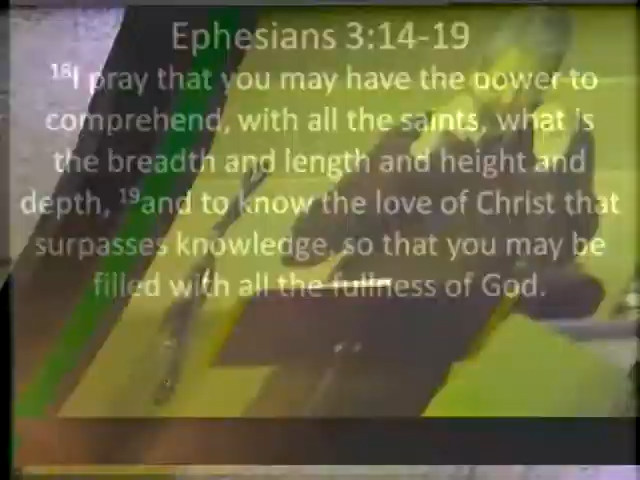 Ephesians 3:14-19
¹⁸I pray that you may have the power to
comprehend, with all the saints, what is
the breadth and length and height and
depth, ¹⁹and to know the love of Christ that
surpasses knowledge, so that you may be
filled with all the fullness of God.